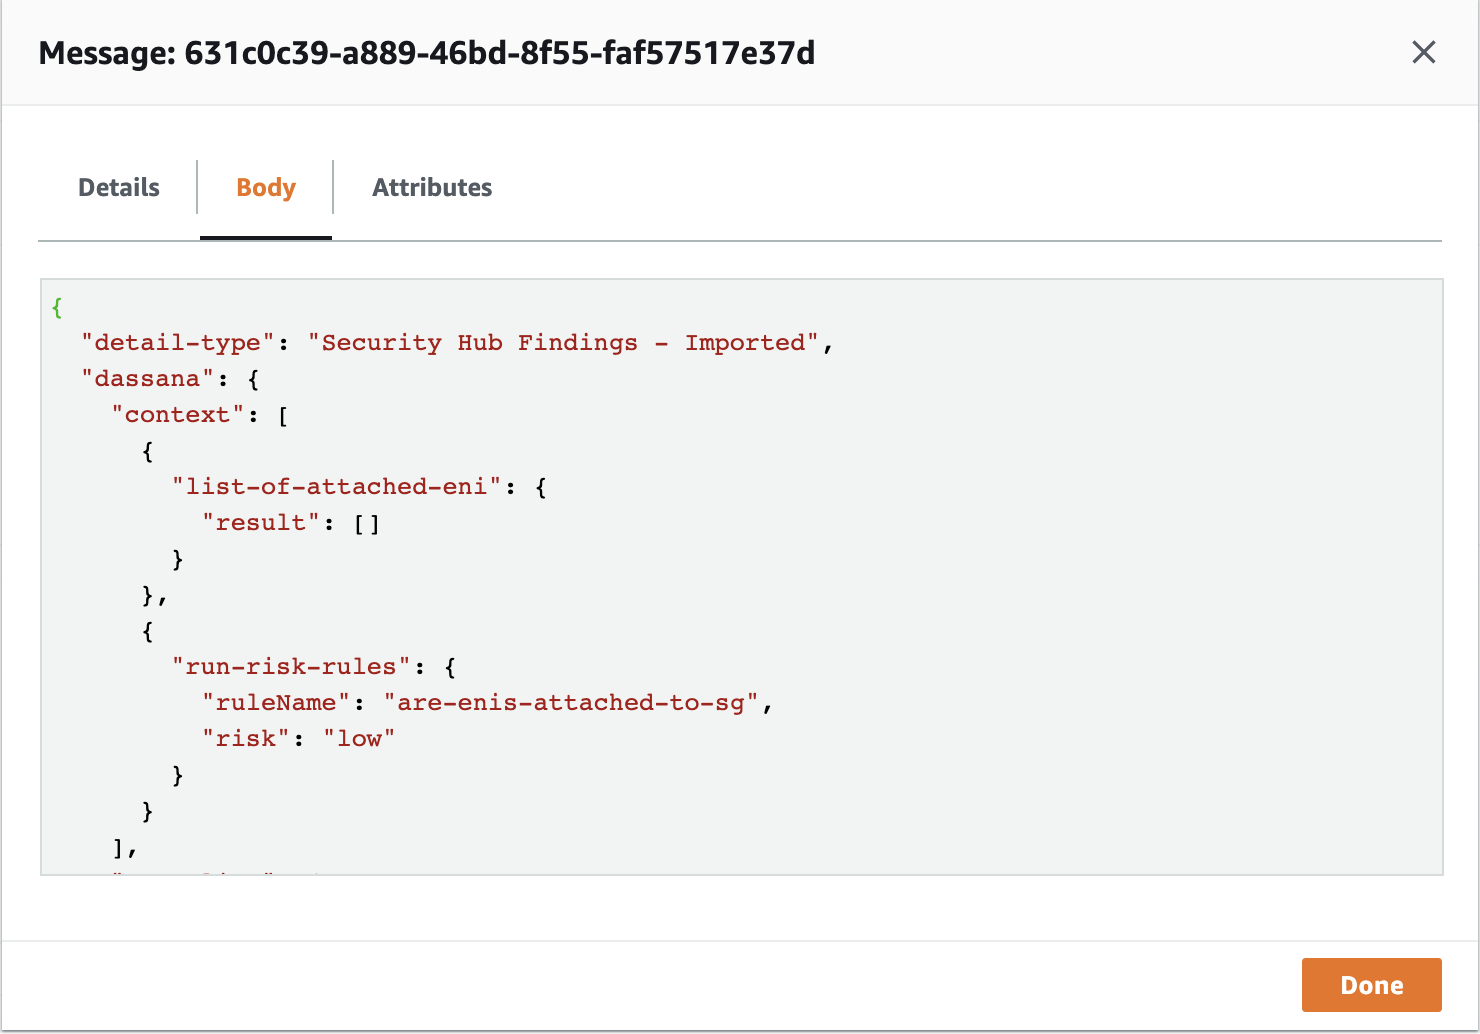 Message: 631c0c39-a889-46bd-8f55-faf57517e37d
Details
Body
Attributes
{
"detail-type": "Security Hub Findings - Imported",
"dassana": {
"context": [
{
"list-of-attached-eni": {
"result": []
}
},
{
"run-risk-rules": {
"ruleName": "are-enis-attached-to-sg",
"risk": "low"
}
}
],
Done